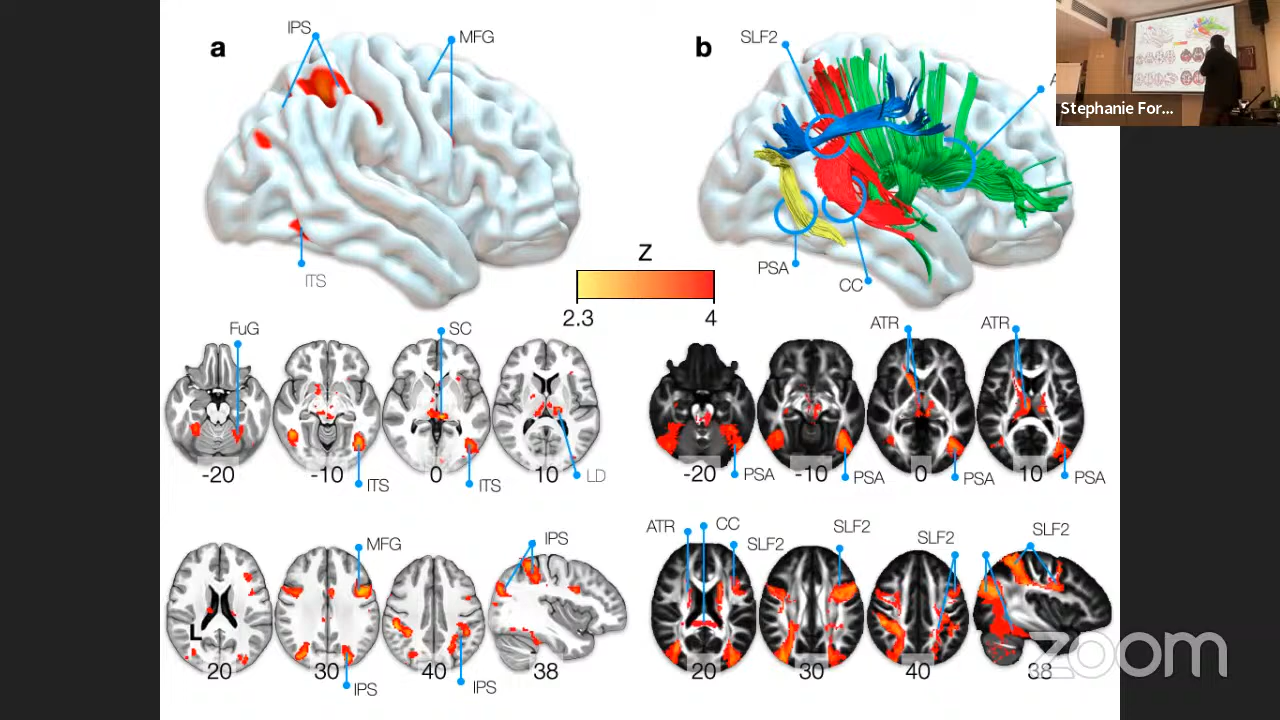 IPS
MFG
a
ITS
SLF2
b
A
Stephanie For...
PSA
CC
Z
2.3 4
FuG
SC
-20 -10 0 10
ITS
ITS
LD
ATR
ATR
-20 -10 0 10
PSA
PSA
PSA
PSA
MFG
IPS
L
20 30 40 38
IPS
IPS
ATR
CC
SLF2
SLF2
SLF2
SLF2
20 30 40 38
zoom